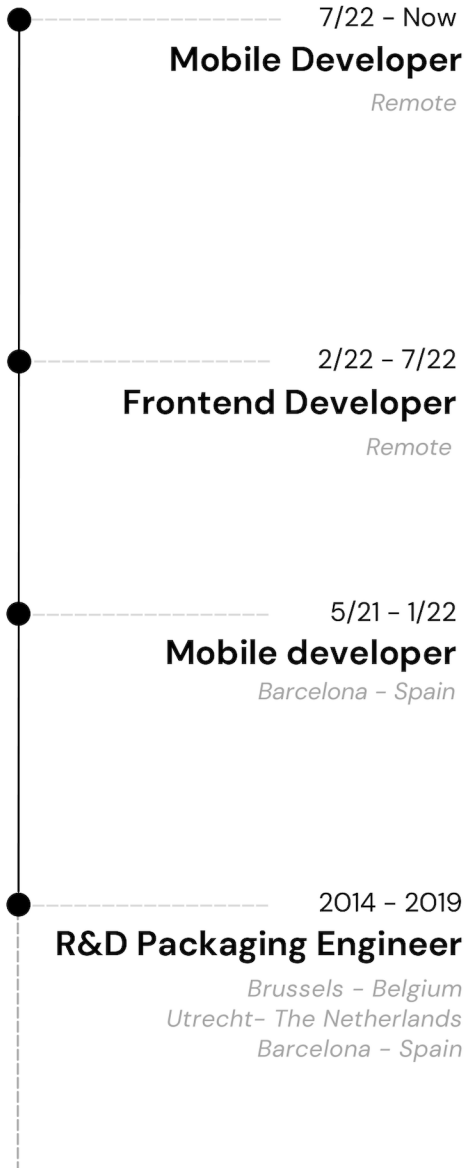 7/22 - Now
Mobile Developer
Remote
2/22 - 7/22
Frontend Developer
Remote
5/21 - 1/22
Mobile developer
Barcelona - Spain
2014 - 2019
R&D Packaging Engineer
Brussels - Belgium
Utrecht- The Netherlands
Barcelona - Spain